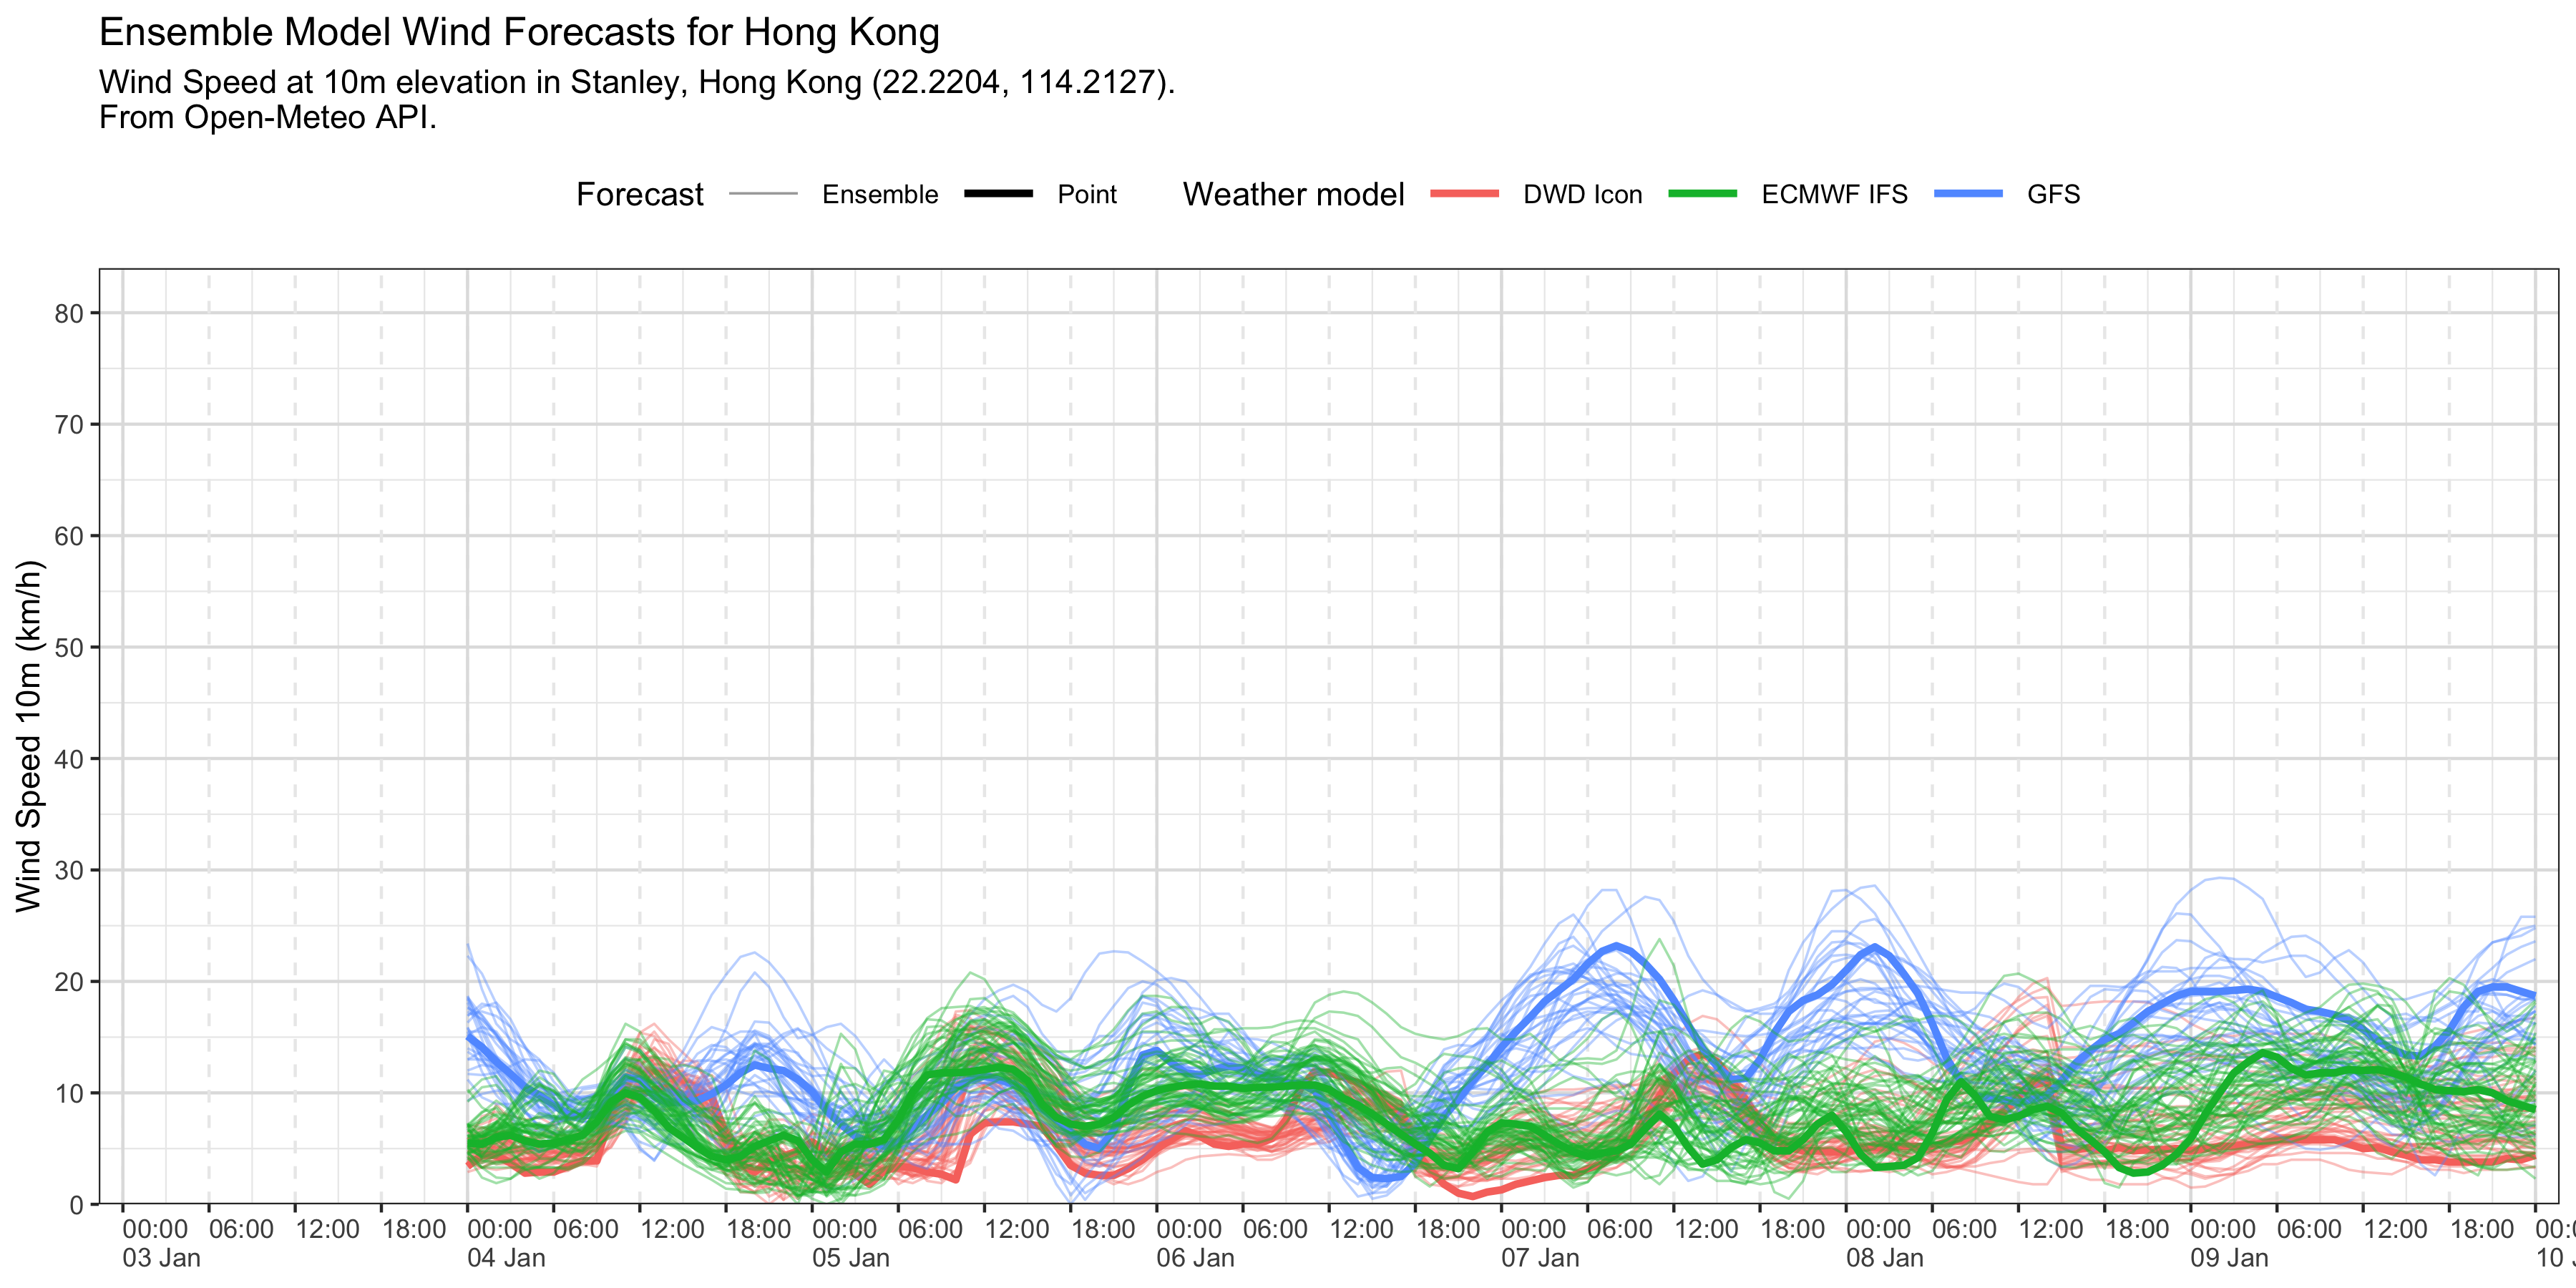 Ensemble Model Wind Forecasts for Hong Kong
Wind Speed at 10m elevation in Stanley, Hong Kong (22.2204, 114.2127).
From Open-Meteo API.
Forecast Ensemble Point Weather model DWD Icon ECMWF IFS GFS
Wind Speed 10m (km/h)
80
70
60
50
40
30
20
10
0
00:00 06:00 12:00 18:00 00:00 06:00 12:00 18:00 00:00 06:00 12:00 18:00 00:00 06:00 12:00 18:00 00:00 06:00 12:00 18:00 00:00 06:00 12:00 18:00 00:00 06:00 12:00 18:00
03 Jan 04 Jan 05 Jan 06 Jan 07 Jan 08 Jan 09 Jan 10